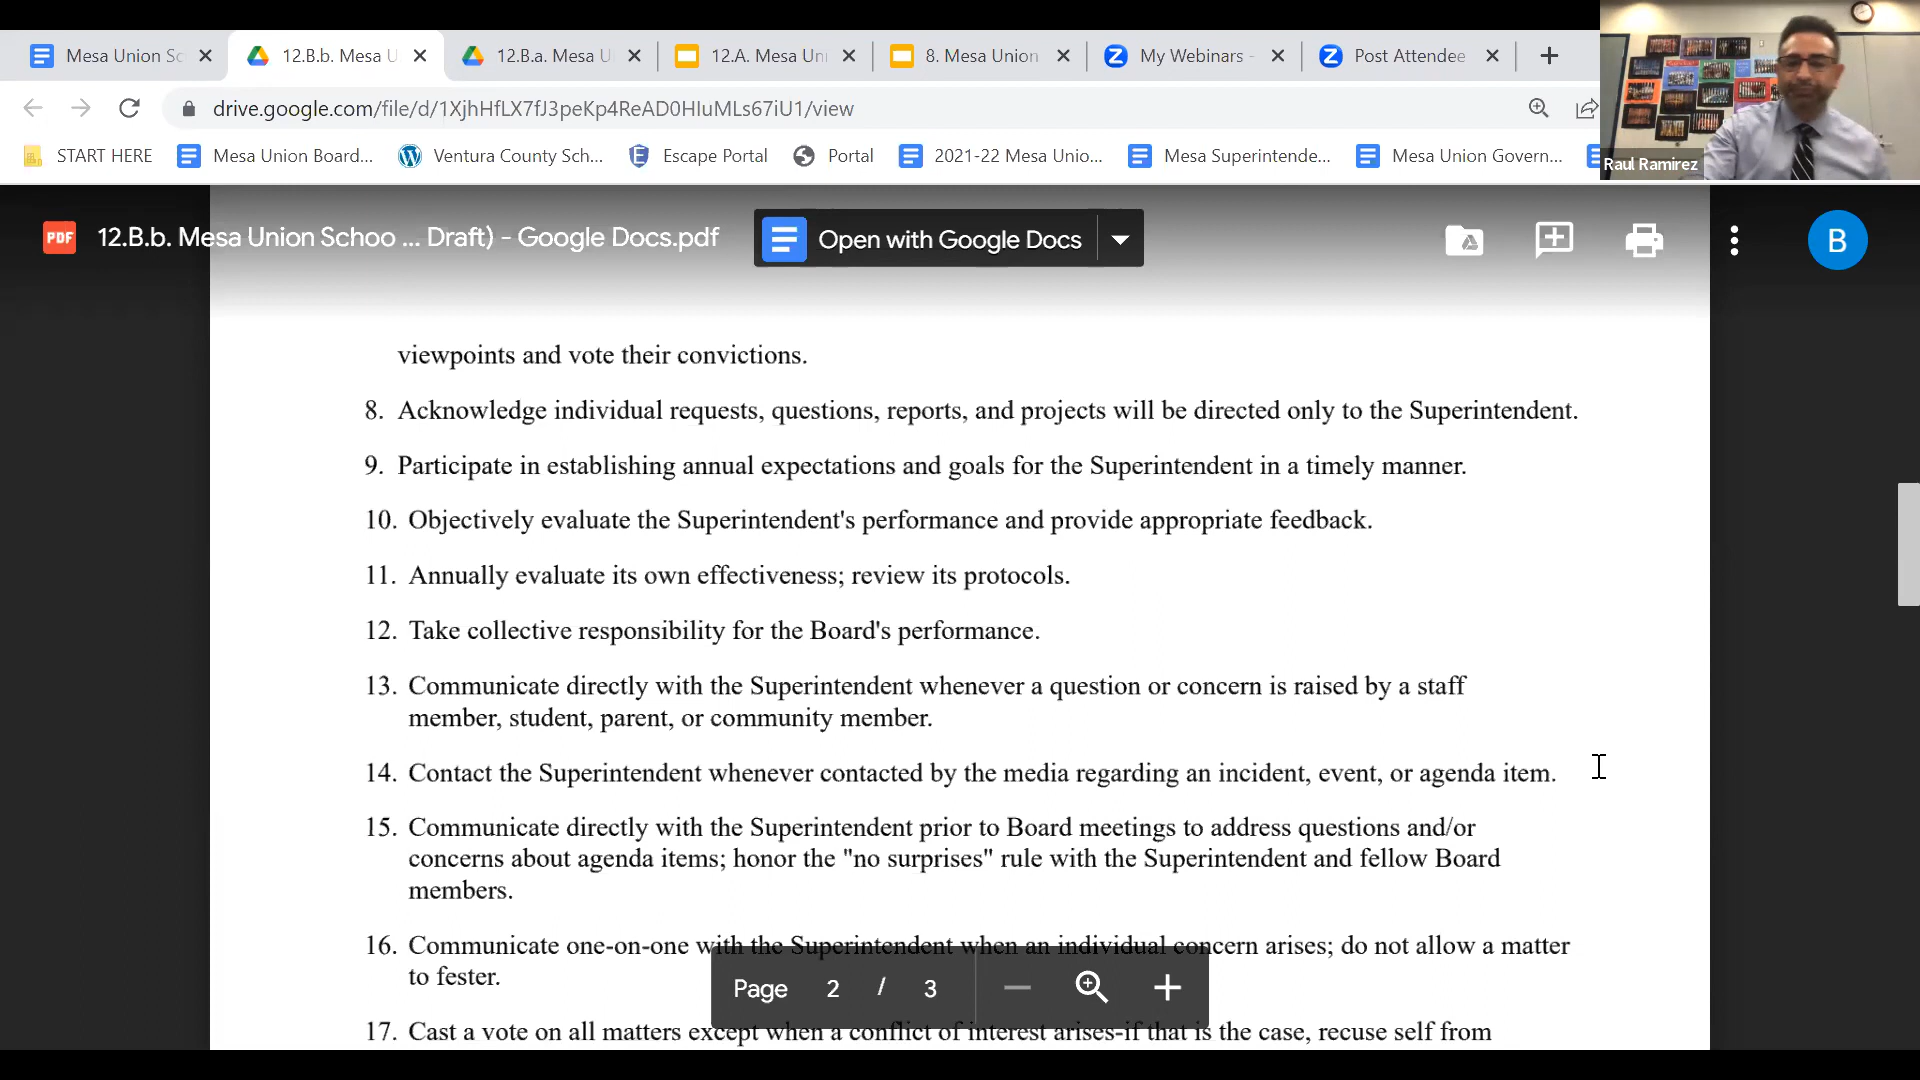 Mesa Union Sc
12.B.b. Mesa U
12.B.a. Mesa U
12.A. Mesa Un
8. Mesa Union
My Webinars -
Post Attendee
drive.google.com/file/d/1XjhHfLX7fJ3peKp4ReAD0HIuMLs67iU1/view
START HERE
Mesa Union Board...
Ventura County Sch...
Escape Portal
Portal
2021-22 Mesa Unio...
Mesa Superintende...
Mesa Union Govern...
Raul Ramirez
PDF
12.B.b. Mesa Union Schoo ... Draft) - Google Docs.pdf
Open with Google Docs
B
viewpoints and vote their convictions.
8. Acknowledge individual requests, questions, reports, and projects will be directed only to the Superintendent.
9. Participate in establishing annual expectations and goals for the Superintendent in a timely manner.
10. Objectively evaluate the Superintendent's performance and provide appropriate feedback.
11. Annually evaluate its own effectiveness; review its protocols.
12. Take collective responsibility for the Board's performance.
13. Communicate directly with the Superintendent whenever a question or concern is raised by a staff
member, student, parent, or community member.
14. Contact the Superintendent whenever contacted by the media regarding an incident, event, or agenda item.
15. Communicate directly with the Superintendent prior to Board meetings to address questions and/or
concerns about agenda items; honor the "no surprises" rule with the Superintendent and fellow Board
members.
16. Communicate one-on-one with the Superintendent when an individual concern arises; do not allow a matter
to fester.
Page 2 / 3
17. Cast a vote on all matters except when a conflict of interest arises-if that is the case, recuse self from